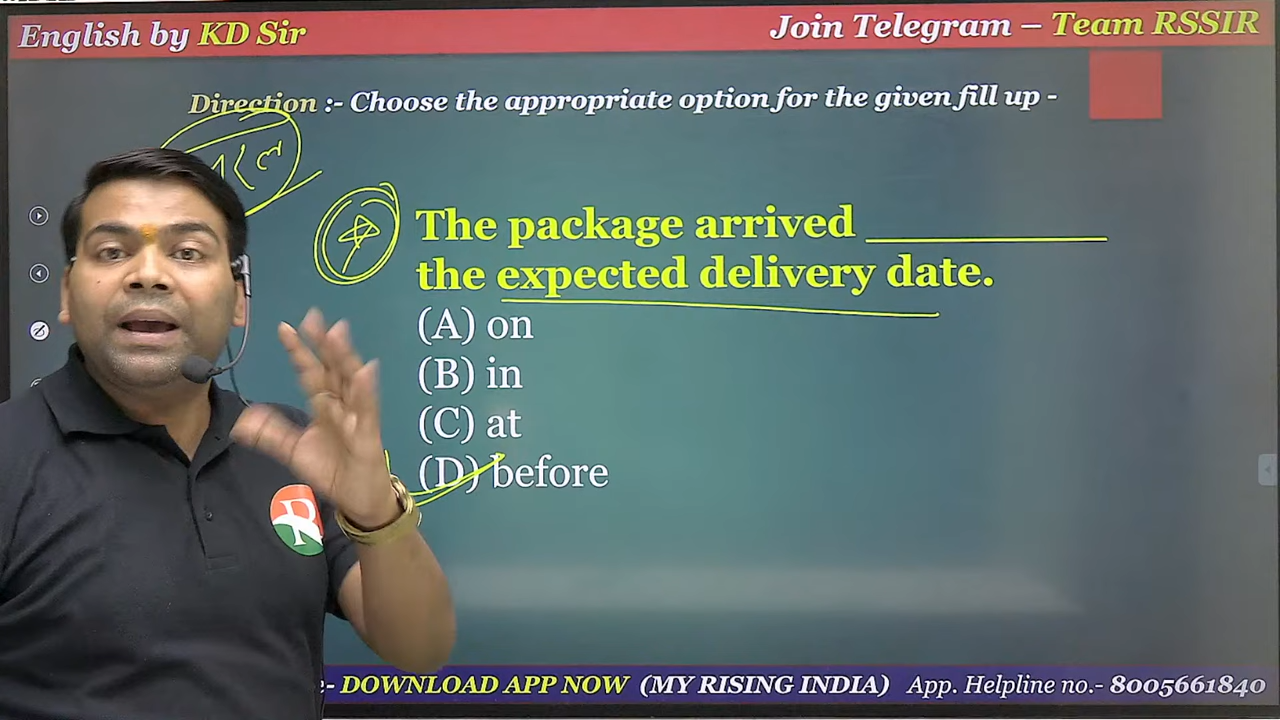 English by KD Sir
Join Telegram – Team RSSIR
Direction :- Choose the appropriate option for the given fill up -
The package arrived ____________
the expected delivery date.
(A) on
(B) in
(C) at
(D) before
DOWNLOAD APP NOW (MY RISING INDIA) App. Helpline no.- 8005661840